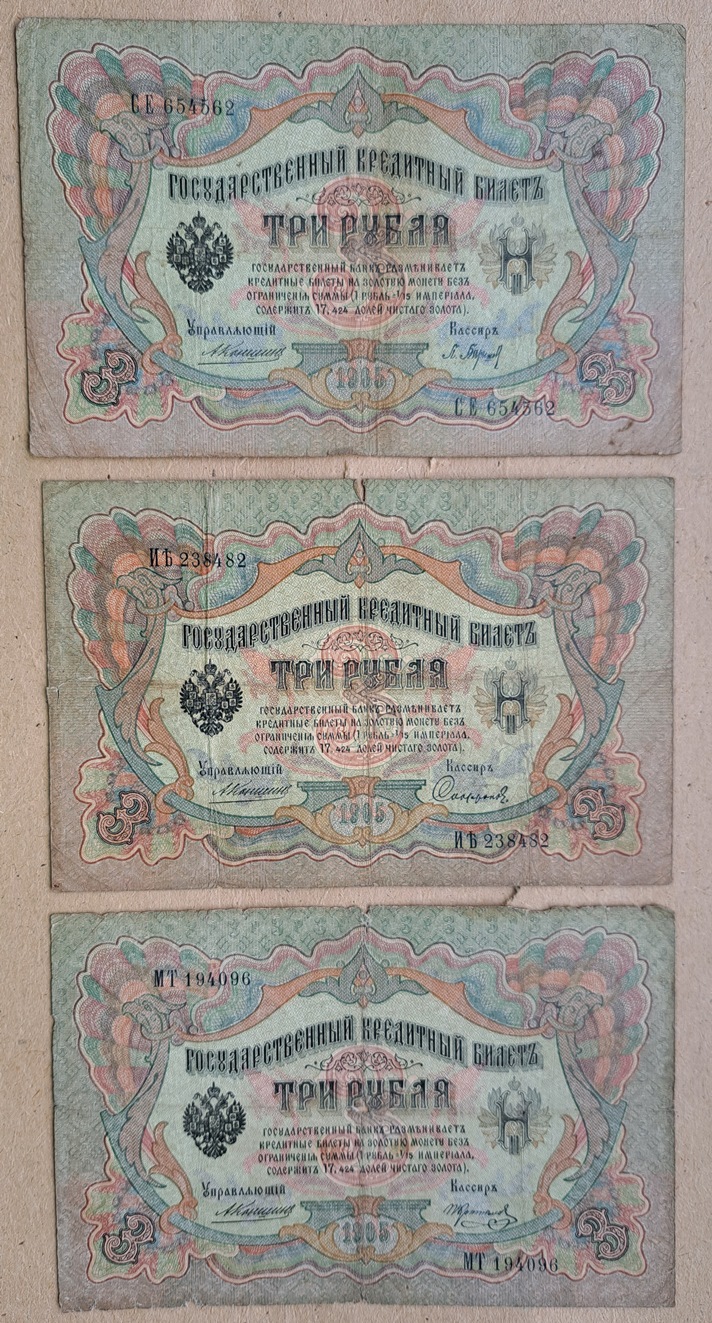 СЕ 654362
ГОСУДАРСТВЕННЫЙ КРЕДИТНЫЙ БИЛЕТЪ
ТРИ РУБЛЯ
ГОСУДАРСТВЕННЫЙ БАНКЪ РАЗМѢНИВАЕТЪ
КРЕДИТНЫЕ БИЛЕТЫ НА ЗОЛОТУЮ МОНЕТУ БЕЗЪ
ОГРАНИЧЕНІЯ СУММЫ (1 РУБЛЬ = 1/15 ИМПЕРІАЛА,
СОДЕРЖИТЪ 17,424 ДОЛЕЙ ЧИСТАГО ЗОЛОТА).
Управляющій Кассиръ
АКоншинъ
3 1905 3
СЕ 654362
ИѢ 238482
ГОСУДАРСТВЕННЫЙ КРЕДИТНЫЙ БИЛЕТЪ
ТРИ РУБЛЯ
ГОСУДАРСТВЕННЫЙ БАНКЪ РАЗМѢНИВАЕТЪ
КРЕДИТНЫЕ БИЛЕТЫ НА ЗОЛОТУЮ МОНЕТУ БЕЗЪ
ОГРАНИЧЕНІЯ СУММЫ (1 РУБЛЬ = 1/15 ИМПЕРІАЛА,
СОДЕРЖИТЪ 17,424 ДОЛЕЙ ЧИСТАГО ЗОЛОТА).
Управляющій Кассиръ
АКоншинъ
3 1905 3
ИѢ 238482
МТ 194096
ГОСУДАРСТВЕННЫЙ КРЕДИТНЫЙ БИЛЕТЪ
ТРИ РУБЛЯ
ГОСУДАРСТВЕННЫЙ БАНКЪ РАЗМѢНИВАЕТЪ
КРЕДИТНЫЕ БИЛЕТЫ НА ЗОЛОТУЮ МОНЕТУ БЕЗЪ
ОГРАНИЧЕНІЯ СУММЫ (1 РУБЛЬ = 1/15 ИМПЕРІАЛА,
СОДЕРЖИТЪ 17,424 ДОЛЕЙ ЧИСТАГО ЗОЛОТА).
Управляющій Кассиръ
АКоншинъ
3 1905 3
МТ 194096